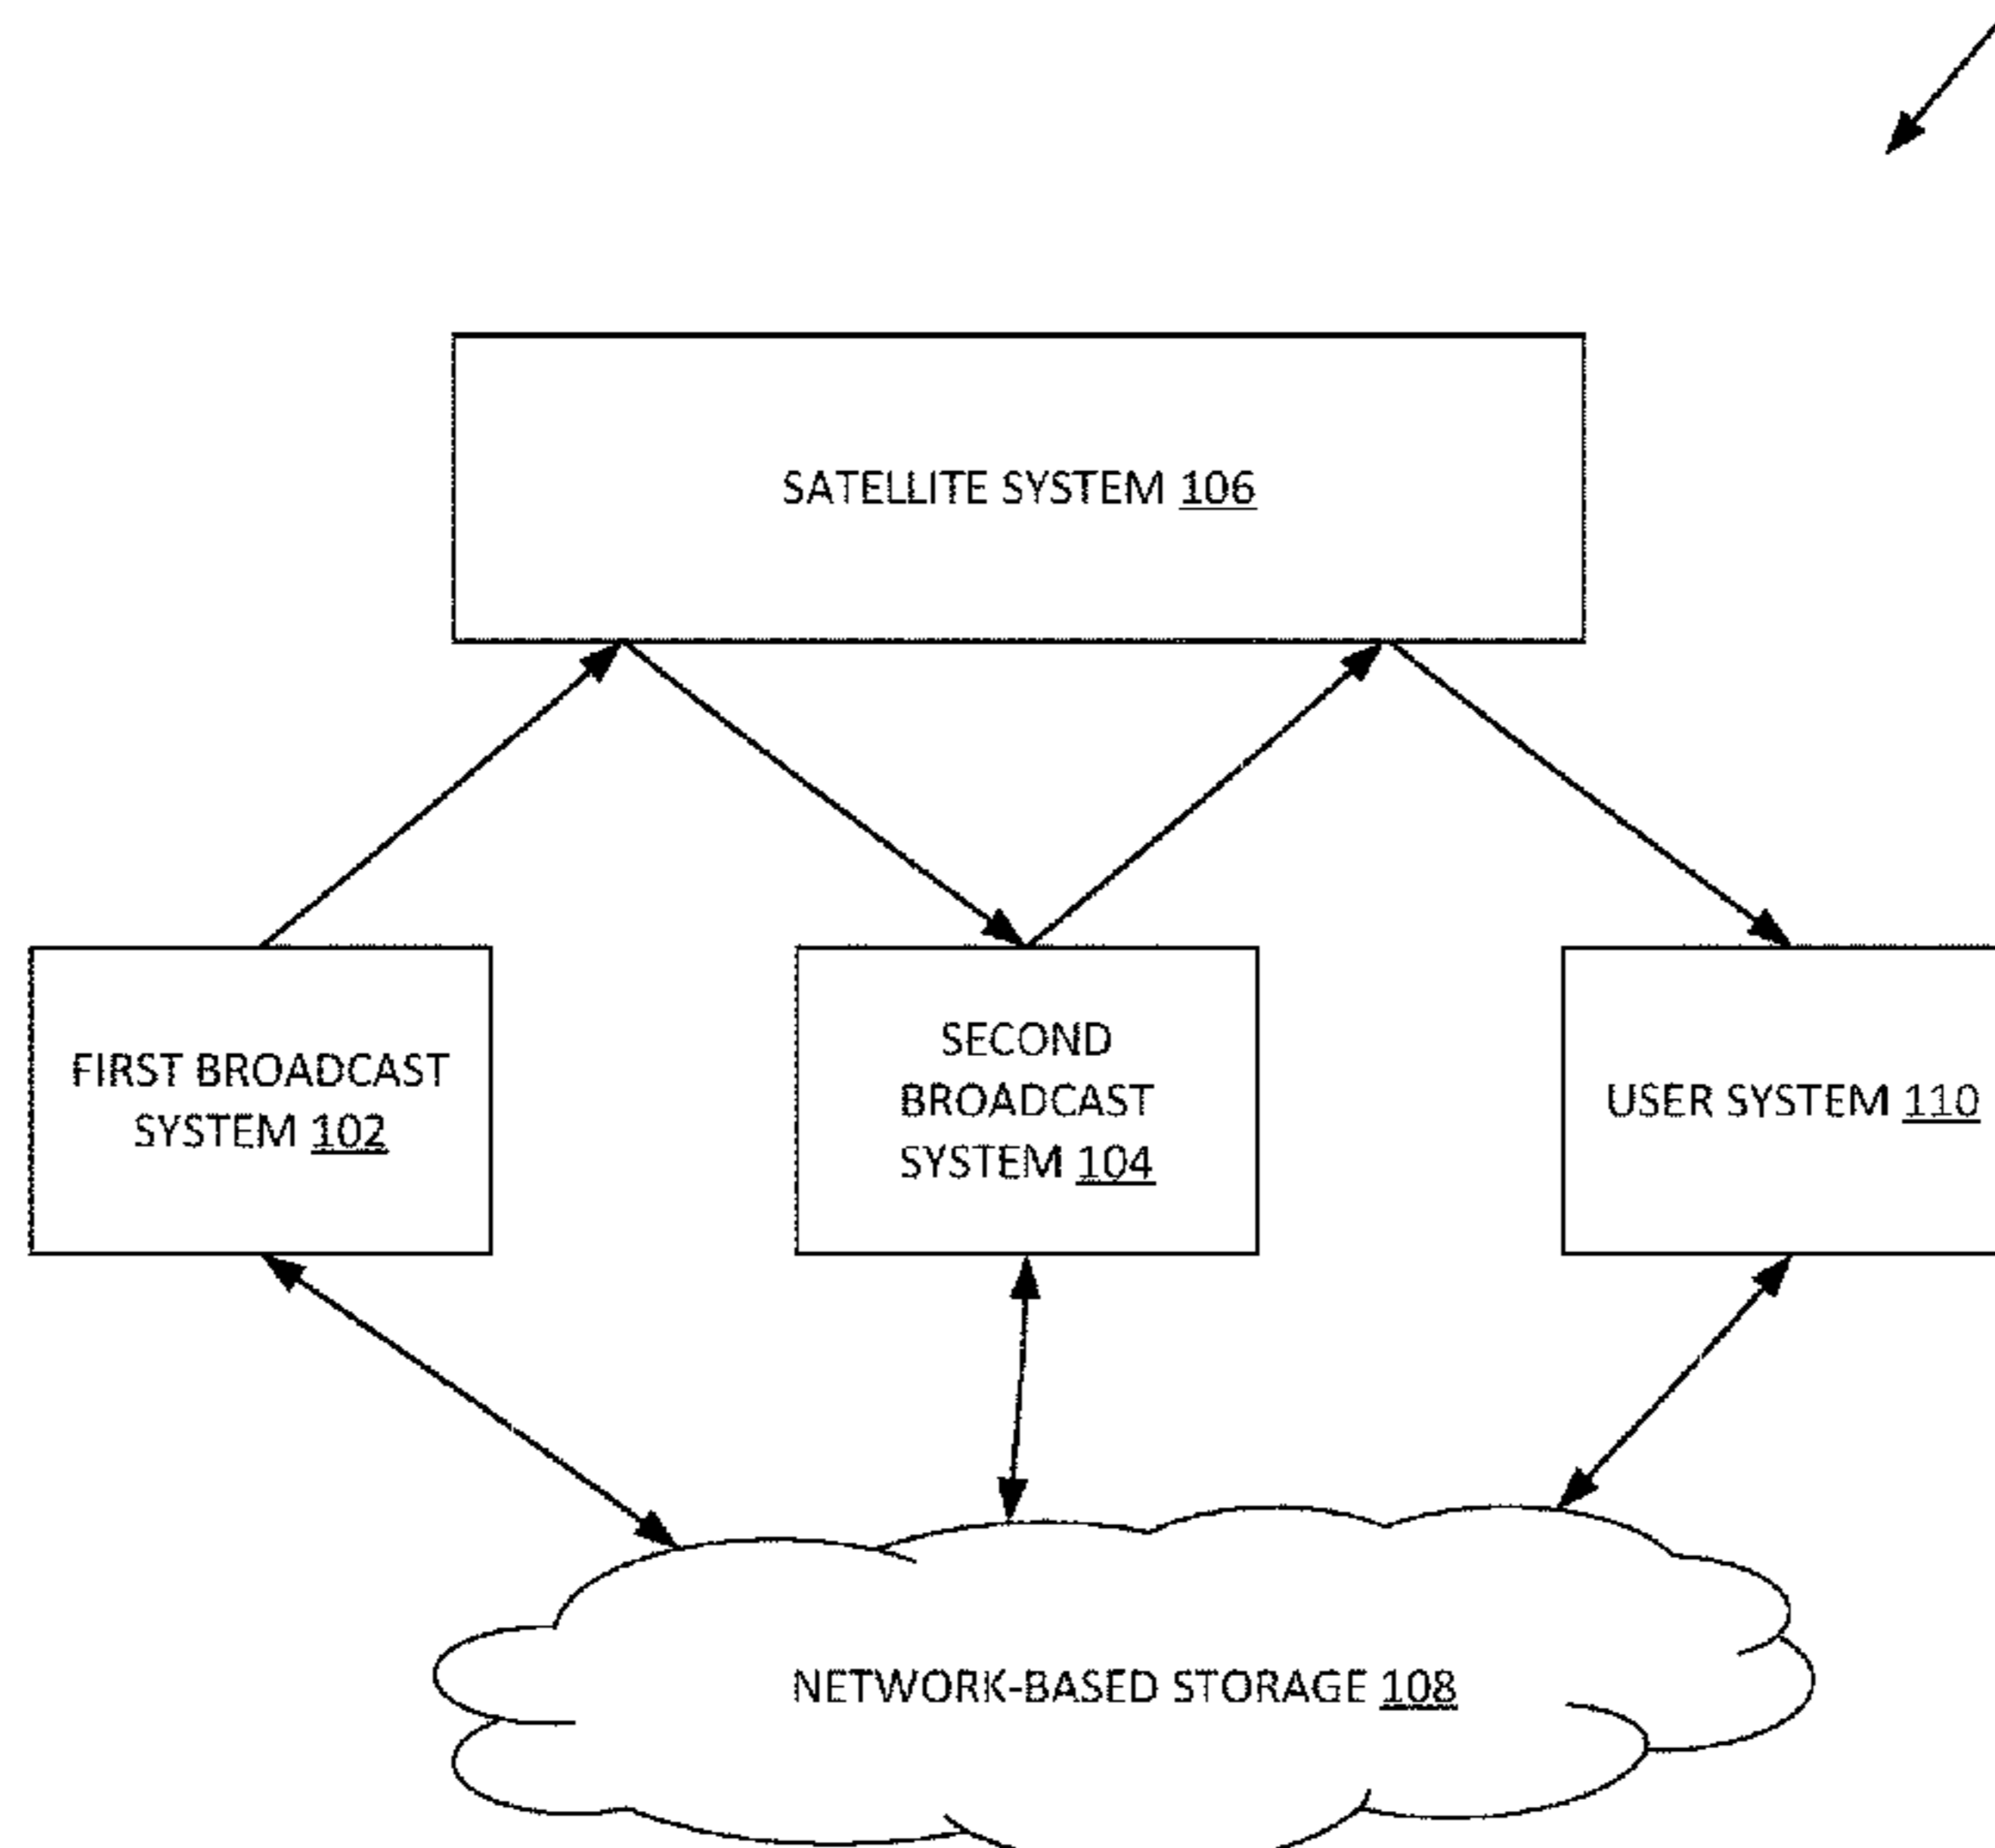 SATELLITE SYSTEM 106
FIRST BROADCAST
SYSTEM 102
SECOND
BROADCAST
SYSTEM 104
USER SYSTEM 110
NETWORK-BASED STORAGE 108